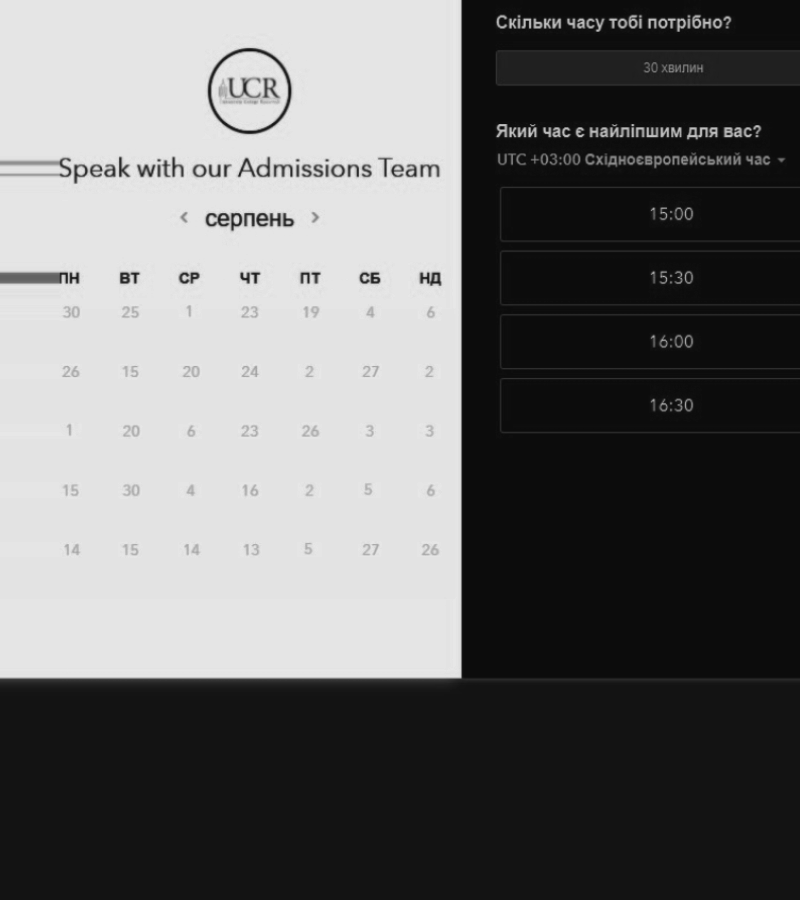 UCR
Speak with our Admissions Team
< серпень >
ПН ВТ СР ЧТ ПТ СБ НД
30 25 1 23 19 4 6
26 15 20 24 2 27 2
1 20 6 23 26 3 3
15 30 4 16 2 5 6
14 15 14 13 5 27 26
Скільки часу тобі потрібно?
30 хвилин
Який час є найліпшим для вас?
UTC +03:00 Східноєвропейський час
15:00
15:30
16:00
16:30